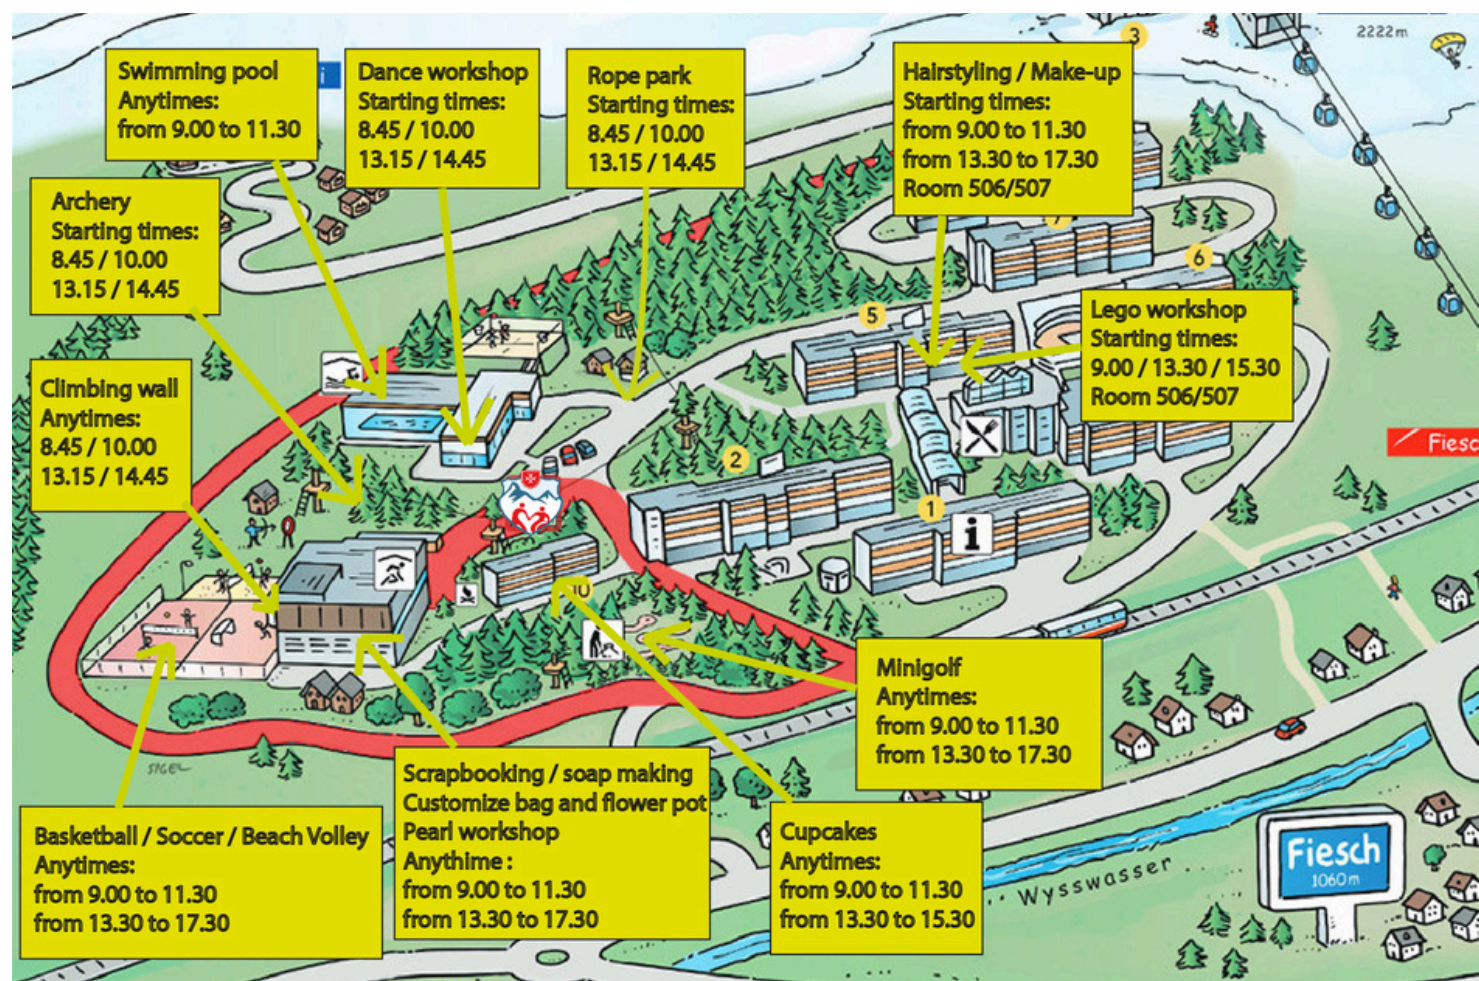 3
2222m
i
Swimming pool
Anytimes:
from 9.00 to 11.30
Dance workshop
Starting times:
8.45 / 10.00
13.15 / 14.45
Rope park
Starting times:
8.45 / 10.00
13.15 / 14.45
Hairstyling / Make-up
Starting times:
from 9.00 to 11.30
from 13.30 to 17.30
Room 506/507
Archery
Starting times:
8.45 / 10.00
13.15 / 14.45
7
6
5
Lego workshop
Starting times:
9.00 / 13.30 / 15.30
Room 506/507
Climbing wall
Anytimes:
8.45 / 10.00
13.15 / 14.45
Fiesc
2
1
i
10
Minigolf
Anytimes:
from 9.00 to 11.30
from 13.30 to 17.30
SIGEL
Scrapbooking / soap making
Customize bag and flower pot
Pearl workshop
Anythime :
from 9.00 to 11.30
from 13.30 to 17.30
Basketball / Soccer / Beach Volley
Anytimes:
from 9.00 to 11.30
from 13.30 to 17.30
Cupcakes
Anytimes:
from 9.00 to 11.30
from 13.30 to 15.30
Wysswasser
Fiesch
1060m